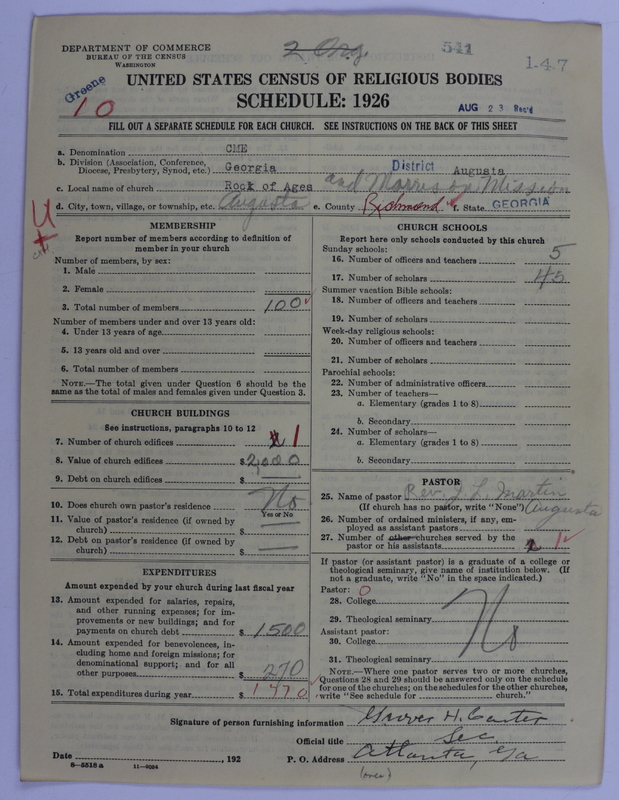 DEPARTMENT OF COMMERCE
BUREAU OF THE CENSUS
WASHINGTON
2 Org.
541
1-4-7
Greene
10
UNITED STATES CENSUS OF RELIGIOUS BODIES
SCHEDULE: 1926
AUG 23 Rec'd
FILL OUT A SEPARATE SCHEDULE FOR EACH CHURCH. SEE INSTRUCTIONS ON THE BACK OF THIS SHEET
a. Denomination CME
b. Division (Association, Conference, Diocese, Presbytery, Synod, etc.) Georgia District Augusta
c. Local name of church Rock of Ages and Morrison Mission
d. City, town, village, or township, etc. Augusta e. County Richmond f. State GEORGIA
MEMBERSHIP
Report number of members according to definition of
member in your church
Number of members, by sex:
1. Male
2. Female
3. Total number of members 100
Number of members under and over 13 years old:
4. Under 13 years of age
5. 13 years old and over
6. Total number of members
NOTE.—The total given under Question 6 should be the
same as the total of males and females given under Question 3.
CHURCH BUILDINGS
See instructions, paragraphs 10 to 12
7. Number of church edifices 1
8. Value of church edifices $2,000
9. Debt on church edifices $
10. Does church own pastor's residence No
Yes or No
11. Value of pastor's residence (if owned by
church) $
12. Debt on pastor's residence (if owned by
church) $
EXPENDITURES
Amount expended by your church during last fiscal year
13. Amount expended for salaries, repairs,
and other running expenses; for im-
provements or new buildings; and for
payments on church debt $1500
14. Amount expended for benevolences, in-
cluding home and foreign missions; for
denominational support; and for all
other purposes $270
15. Total expenditures during year $1770
CHURCH SCHOOLS
Report here only schools conducted by this church
Sunday schools:
16. Number of officers and teachers 5
17. Number of scholars 45
Summer vacation Bible schools:
18. Number of officers and teachers
19. Number of scholars
Week-day religious schools:
20. Number of officers and teachers
21. Number of scholars
Parochial schools:
22. Number of administrative officers
23. Number of teachers—
a. Elementary (grades 1 to 8)
b. Secondary
24. Number of scholars—
a. Elementary (grades 1 to 8)
b. Secondary
PASTOR
25. Name of pastor Rev. J. L. Martin
(If church has no pastor, write "None") Augusta
26. Number of ordained ministers, if any, em-
ployed as assistant pastors
27. Number of other churches served by the
pastor or his assistants 1
If pastor (or assistant pastor) is a graduate of a college or
theological seminary, give name of institution below. (If
not a graduate, write "No" in the space indicated.)
Pastor: 0
28. College
29. Theological seminary No
Assistant pastor:
30. College
31. Theological seminary
NOTE.—Where one pastor serves two or more churches,
Questions 28 and 29 should be answered only on the schedule
for one of the churches; on the schedules for the other churches,
write "See schedule for church."
Signature of person furnishing information Grover H. Carter
Official title Sec.
Date , 192 P. O. Address Atlanta, Ga
8—5518 a 11—9034
(over)